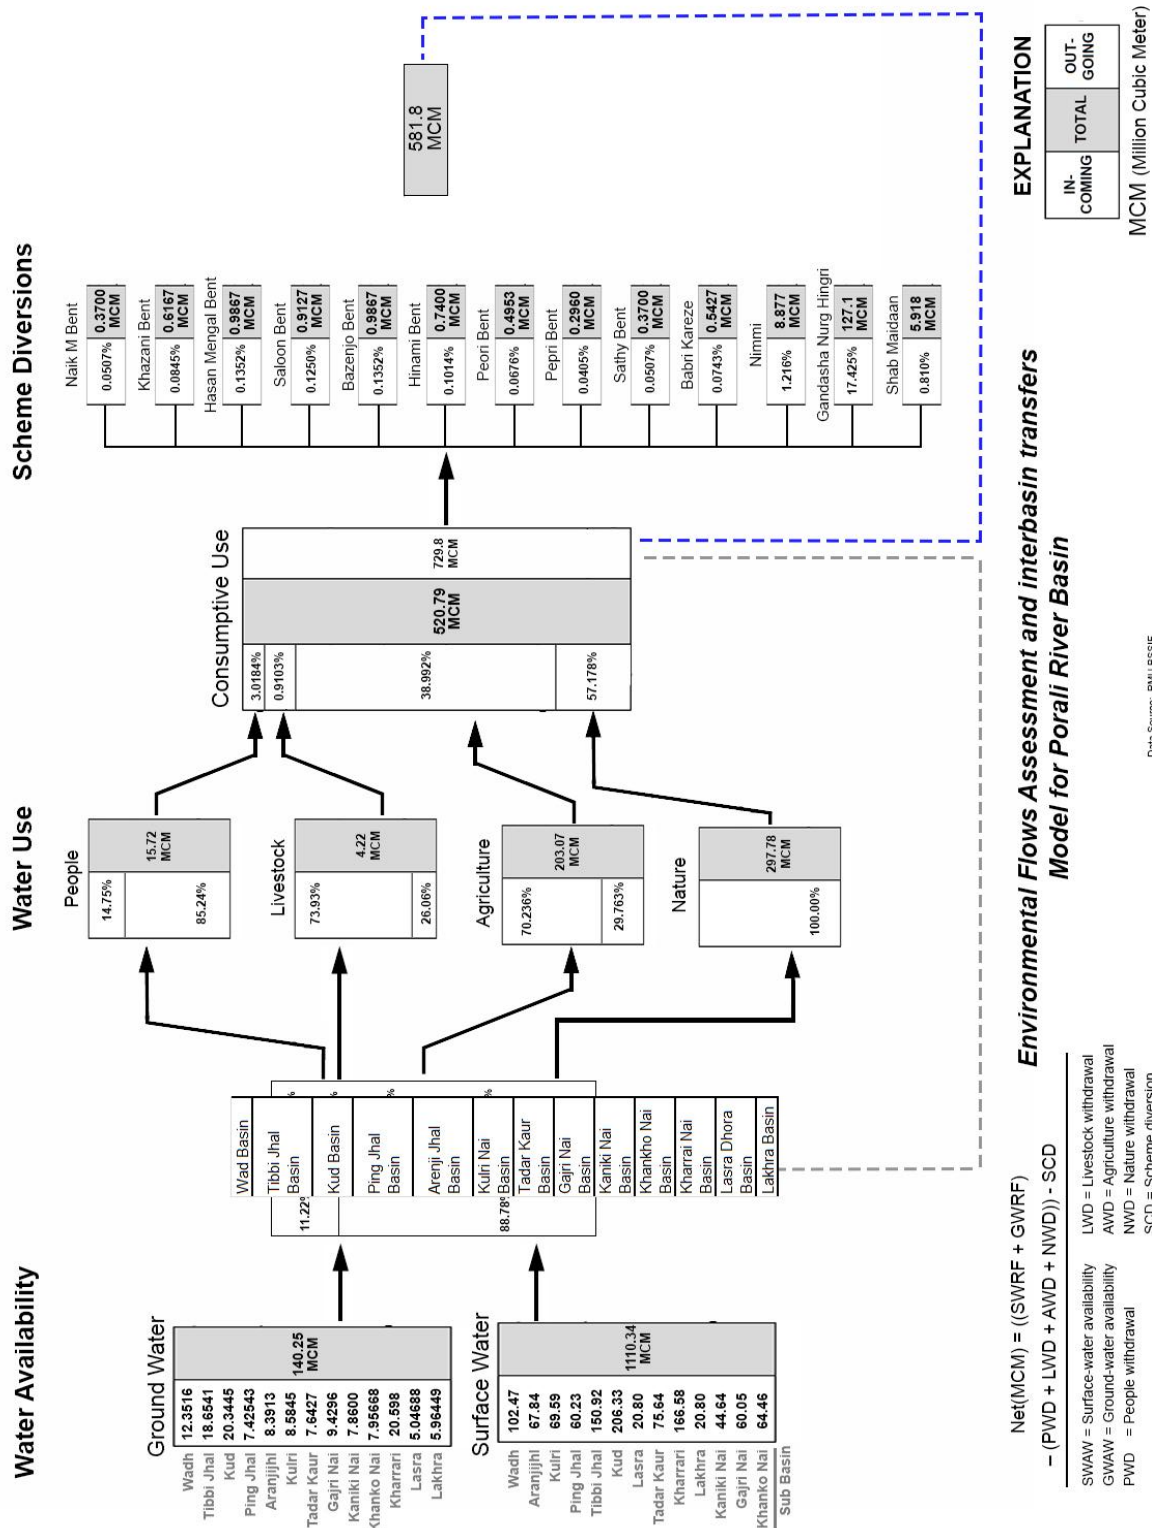 Water Availability
Water Use
Scheme Diversions
Ground Water
Wadh 12.3516
Tibbi Jhal 18.6541
Kud 20.3445
Ping Jhal 7.42543
Aranjijhl 8.3913
Kulri 8.5845
Tadar Kaur 7.6427
Gajri Nai 9.4296
Kaniki Nai 7.8600
Khanko Nai 7.95668
Kharrari 20.598
Lasra 5.04688
Lakhra 5.96449
140.25
MCM
Surface Water
Wadh 102.47
Aranjijhl 67.84
Kulri 69.59
Ping Jhal 60.23
Tibbi Jhal 150.92
Kud 206.33
Lasra 20.80
Tadar Kaur 75.64
Kharrari 166.58
Lakhra 20.80
Kaniki Nai 44.64
Gajri Nai 60.05
Khanko Nai 64.46
Sub Basin
1110.34
MCM
11.22%
88.78%
Wad Basin
Tibbi Jhal
Basin
Kud Basin
Ping Jhal
Basin
Arenji Jhal
Basin
Kulri Nai
Basin
Tadar Kaur
Basin
Gajri Nai
Basin
Kaniki Nai
Basin
Khankho Nai
Basin
Kharrai Nai
Basin
Lasra Dhora
Basin
Lakhra Basin
People
14.75%
85.24%
15.72
MCM
Livestock
73.93%
26.06%
4.22
MCM
Agriculture
70.236%
29.763%
203.07
MCM
Nature
100.00%
297.78
MCM
Consumptive Use
3.0184%
0.9103%
38.992%
57.178%
520.79
MCM
729.8
MCM
Naik M Bent
0.0507% 0.3700
MCM
Khazani Bent
0.0845% 0.6167
MCM
Hasan Mengal Bent
0.1352% 0.9867
MCM
Saloon Bent
0.1250% 0.9127
MCM
Bazenjo Bent
0.1352% 0.9867
MCM
Hinami Bent
0.1014% 0.7400
MCM
Peori Bent
0.0676% 0.4953
MCM
Pepri Bent
0.0405% 0.2960
MCM
Sathy Bent
0.0507% 0.3700
MCM
Babri Kareze
0.0743% 0.5427
MCM
Nimmi
1.216% 8.877
MCM
Gandasha Nurg Hingri
17.425% 127.1
MCM
Shab Maidaan
0.810% 5.918
MCM
581.8
MCM
Net(MCM) = ((SWRF + GWRF)
– (PWD + LWD + AWD + NWD)) - SCD
SWAW = Surface-water availability
GWAW = Ground-water availability
PWD = People withdrawal
LWD = Livestock withdrawal
AWD = Agriculture withdrawal
NWD = Nature withdrawal
SCD = Scheme diversion
Environmental Flows Assessment and interbasin transfers
Model for Porali River Basin
EXPLANATION
IN-
COMING
TOTAL
OUT-
GOING
MCM (Million Cubic Meter)